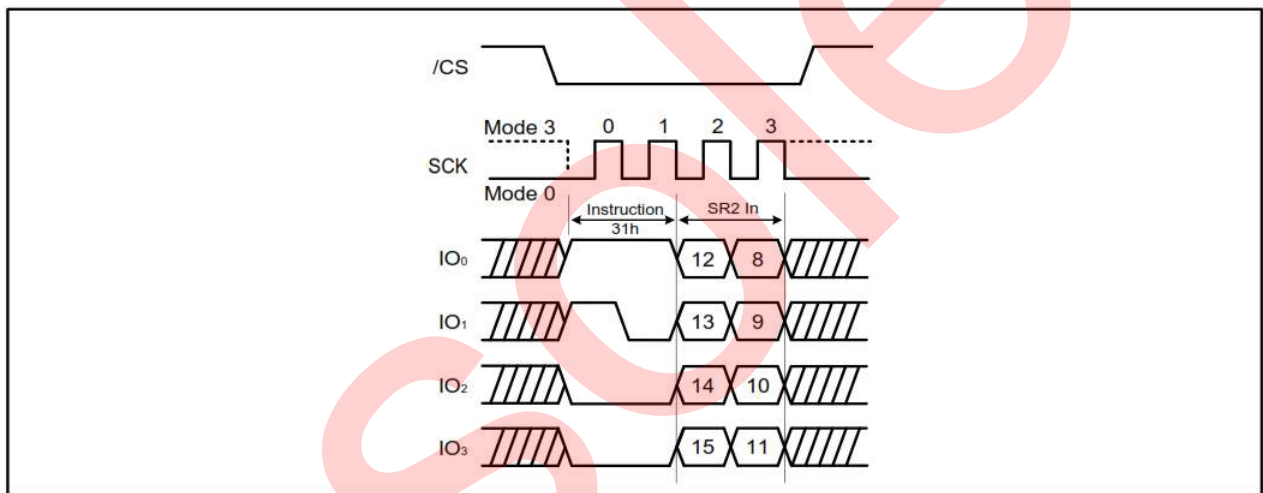 /CS
Mode 3 0 1 2 3
SCK
Mode 0
Instruction SR2 In
31h
IO₀ 12 8
IO₁ 13 9
IO₂ 14 10
IO₃ 15 11